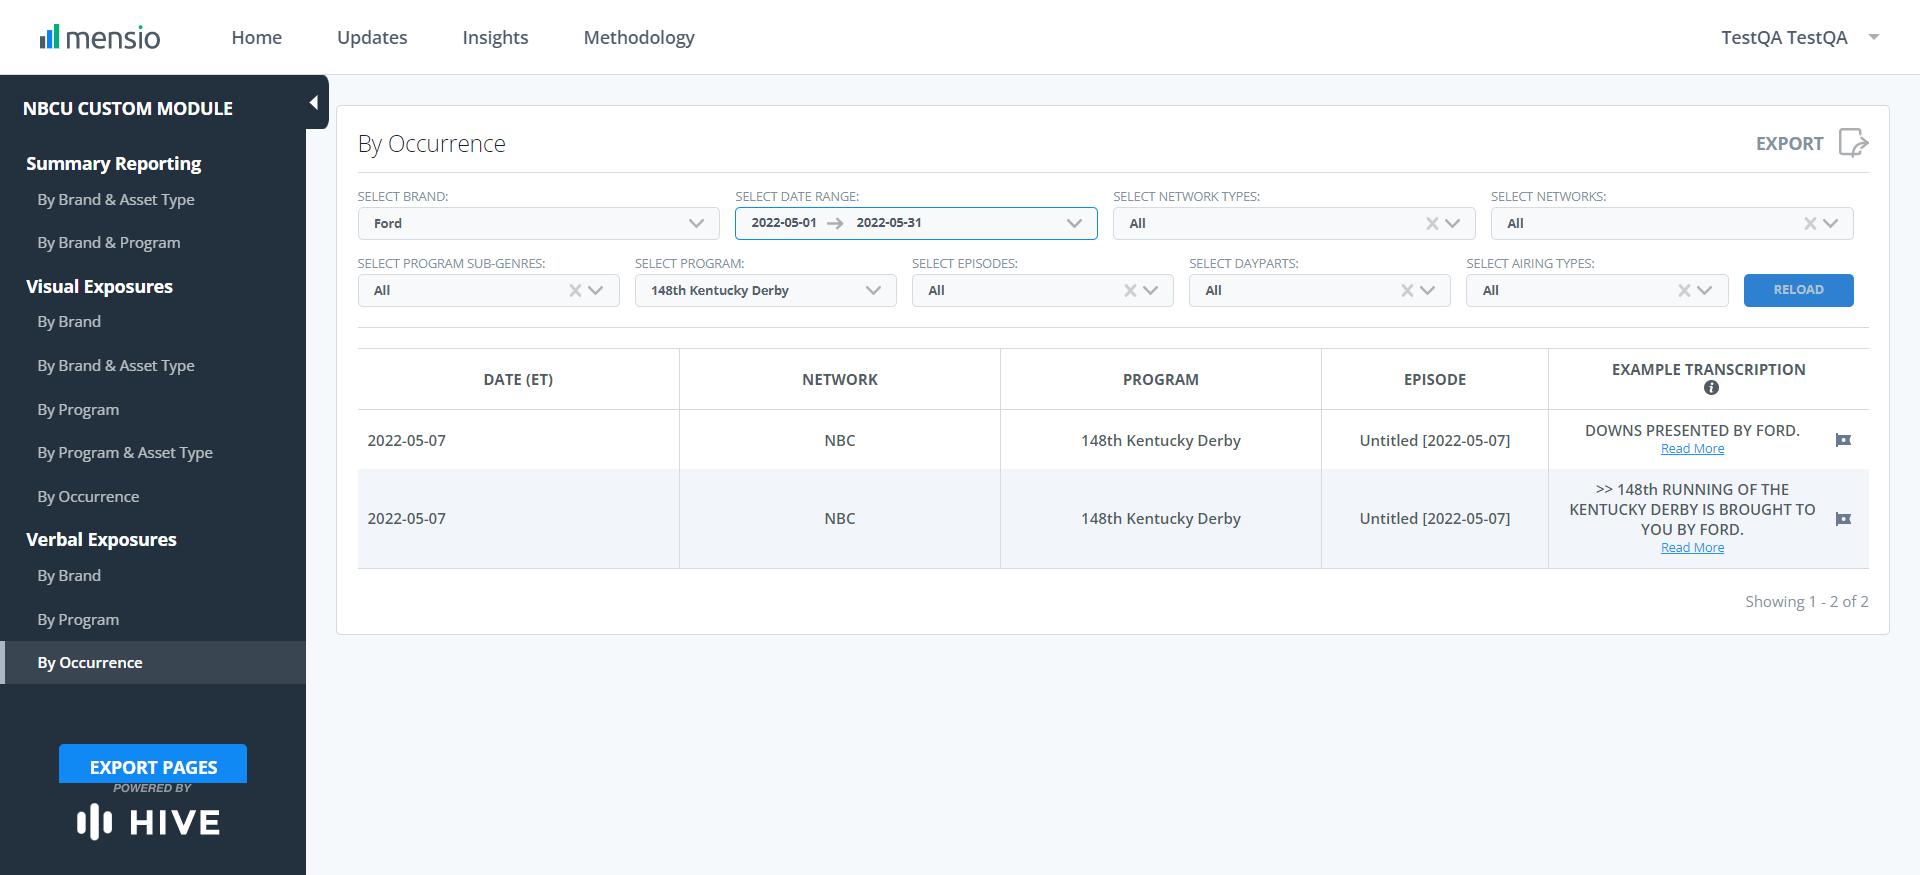 mensio
Home
Updates
Insights
Methodology
TestQA TestQA
NBCU CUSTOM MODULE
Summary Reporting
By Brand & Asset Type
By Brand & Program
Visual Exposures
By Brand
By Brand & Asset Type
By Program
By Program & Asset Type
By Occurrence
Verbal Exposures
By Brand
By Program
By Occurrence
EXPORT PAGES
POWERED BY
HIVE
By Occurrence
EXPORT
SELECT BRAND:
Ford
SELECT DATE RANGE:
2022-05-01 → 2022-05-31
SELECT NETWORK TYPES:
All
SELECT NETWORKS:
All
SELECT PROGRAM SUB-GENRES:
All
SELECT PROGRAM:
148th Kentucky Derby
SELECT EPISODES:
All
SELECT DAYPARTS:
All
SELECT AIRING TYPES:
All
RELOAD
DATE (ET)
NETWORK
PROGRAM
EPISODE
EXAMPLE TRANSCRIPTION
2022-05-07
NBC
148th Kentucky Derby
Untitled [2022-05-07]
DOWNS PRESENTED BY FORD.
Read More
2022-05-07
NBC
148th Kentucky Derby
Untitled [2022-05-07]
>> 148th RUNNING OF THE
KENTUCKY DERBY IS BROUGHT TO
YOU BY FORD.
Read More
Showing 1 - 2 of 2